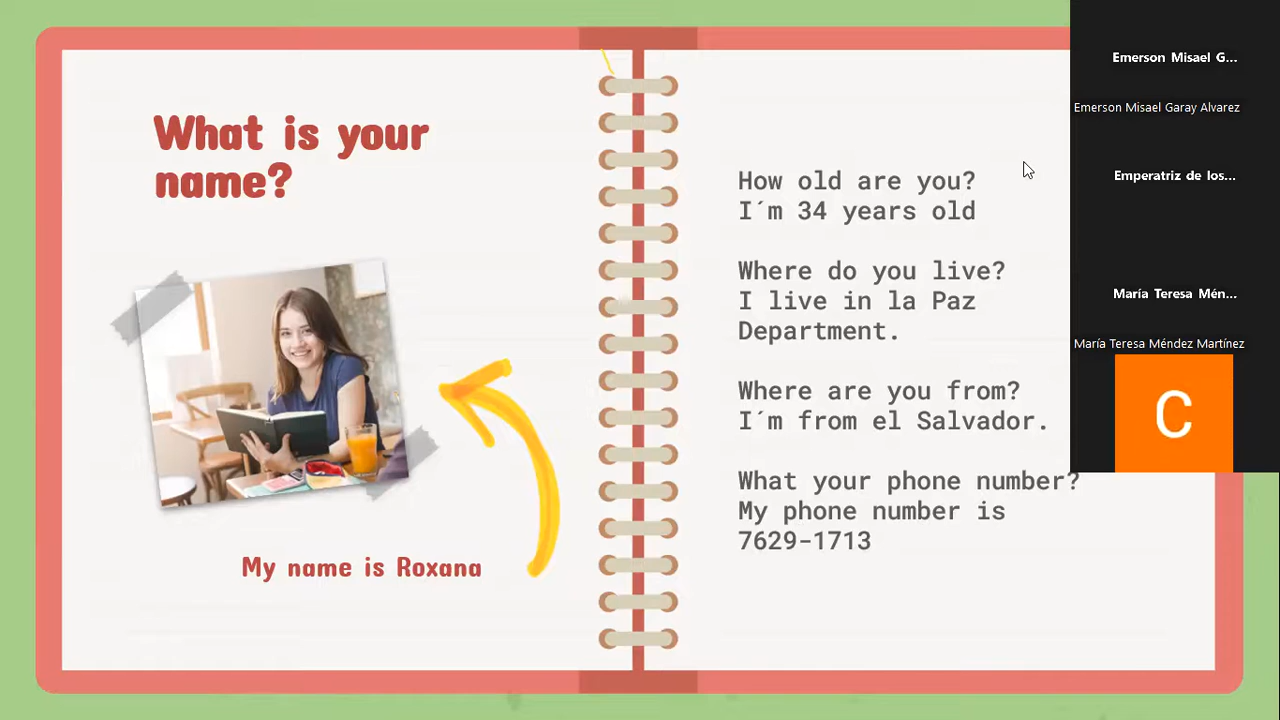 What is your
name?
My name is Roxana
How old are you?
I´m 34 years old
Where do you live?
I live in la Paz
Department.
Where are you from?
I´m from el Salvador.
What your phone number?
My phone number is
7629-1713
Emerson Misael G...
Emerson Misael Garay Alvarez
Emperatriz de los...
María Teresa Mén...
María Teresa Méndez Martínez
C